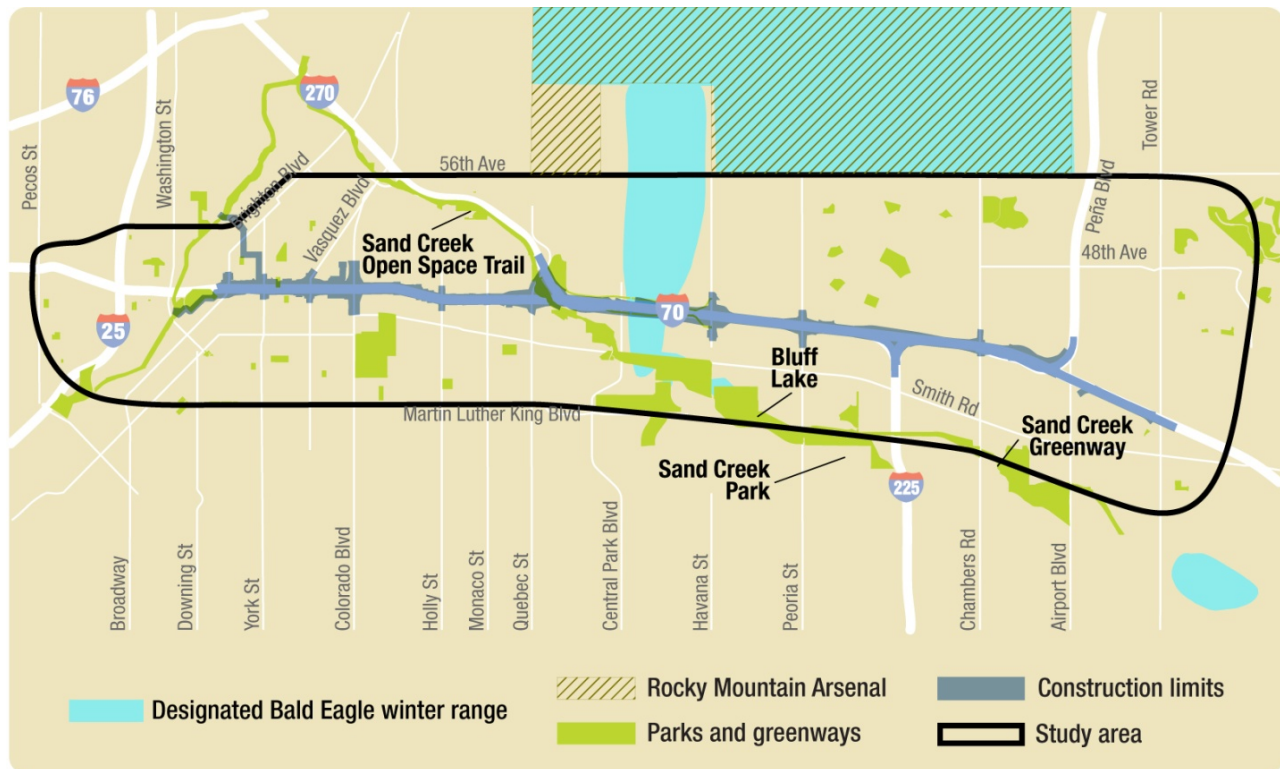 76
270
Pecos St
Washington St
Brighton Blvd
Vasquez Blvd
56th Ave
Peña Blvd
Tower Rd
48th Ave
Sand Creek
Open Space Trail
25
70
Bluff
Lake
Smith Rd
Martin Luther King Blvd
Sand Creek
Greenway
Sand Creek
Park
225
Broadway
Downing St
York St
Colorado Blvd
Holly St
Monaco St
Quebec St
Central Park Blvd
Havana St
Peoria St
Chambers Rd
Airport Blvd
Designated Bald Eagle winter range
Rocky Mountain Arsenal
Parks and greenways
Construction limits
Study area